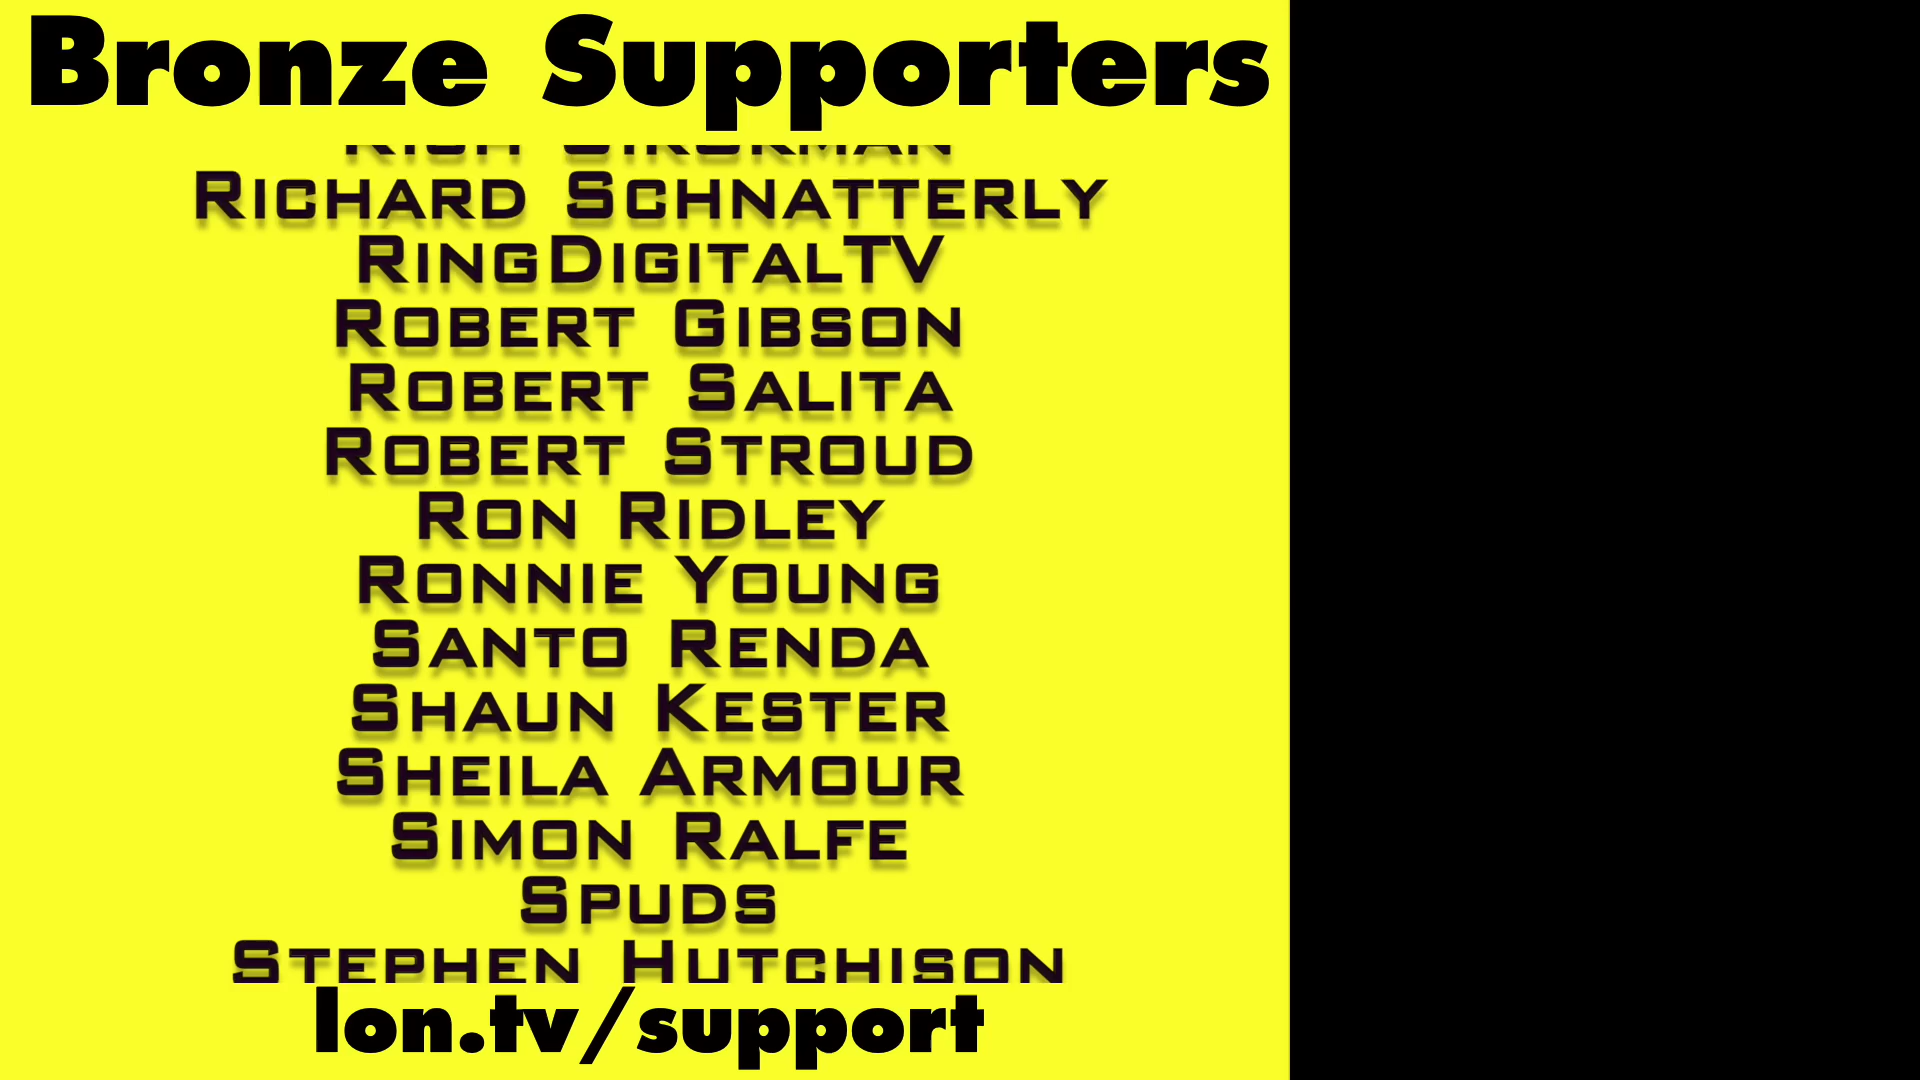 Bronze Supporters
Richard Schnatterly
RingDigitalTV
Robert Gibson
Robert Salita
Robert Stroud
Ron Ridley
Ronnie Young
Santo Renda
Shaun Kester
Sheila Armour
Simon Ralfe
Spuds
Stephen Hutchison
lon.tv/support